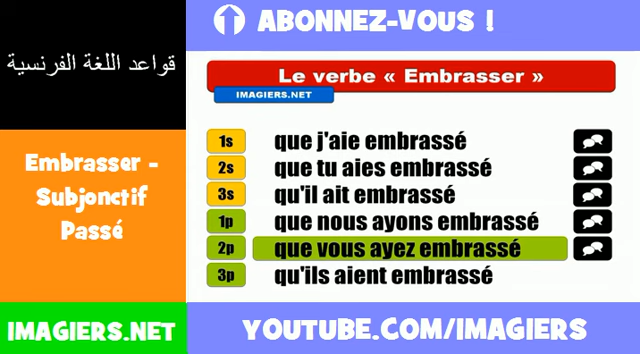 قواعد اللغة الفرنسية
Embrasser -
Subjonctif
Passé
IMAGIERS.NET
ABONNEZ-VOUS !
Le verbe « Embrasser »
IMAGIERS.NET
1s que j'aie embrassé
2s que tu aies embrassé
3s qu'il ait embrassé
1p que nous ayons embrassé
2p que vous ayez embrassé
3p qu'ils aient embrassé
YOUTUBE.COM/IMAGIERS